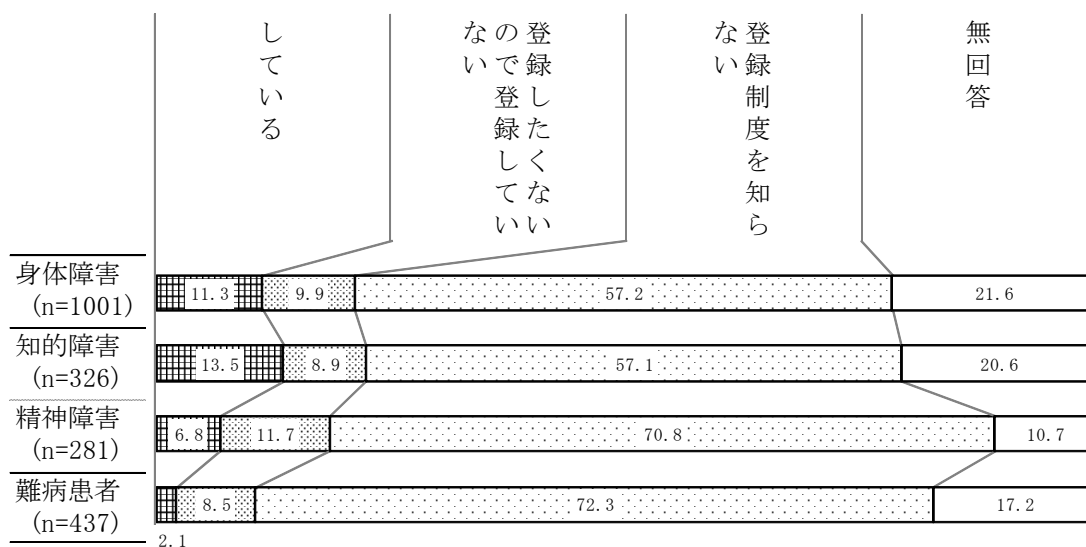 している
登録したくない
ので登録してい
ない
登録制度を知ら
ない
無回答
身体障害
(n=1001)
11.3
9.9
57.2
21.6
知的障害
(n=326)
13.5
8.9
57.1
20.6
精神障害
(n=281)
6.8
11.7
70.8
10.7
難病患者
(n=437)
8.5
72.3
17.2
2.1